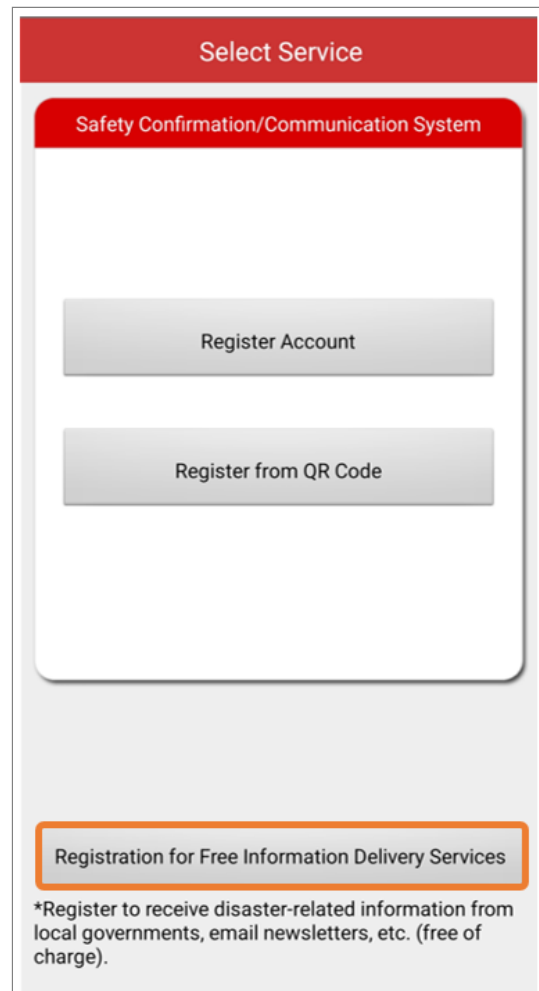 Select Service
Safety Confirmation/Communication System
Register Account
Register from QR Code
Registration for Free Information Delivery Services
*Register to receive disaster-related information from
local governments, email newsletters, etc. (free of
charge).